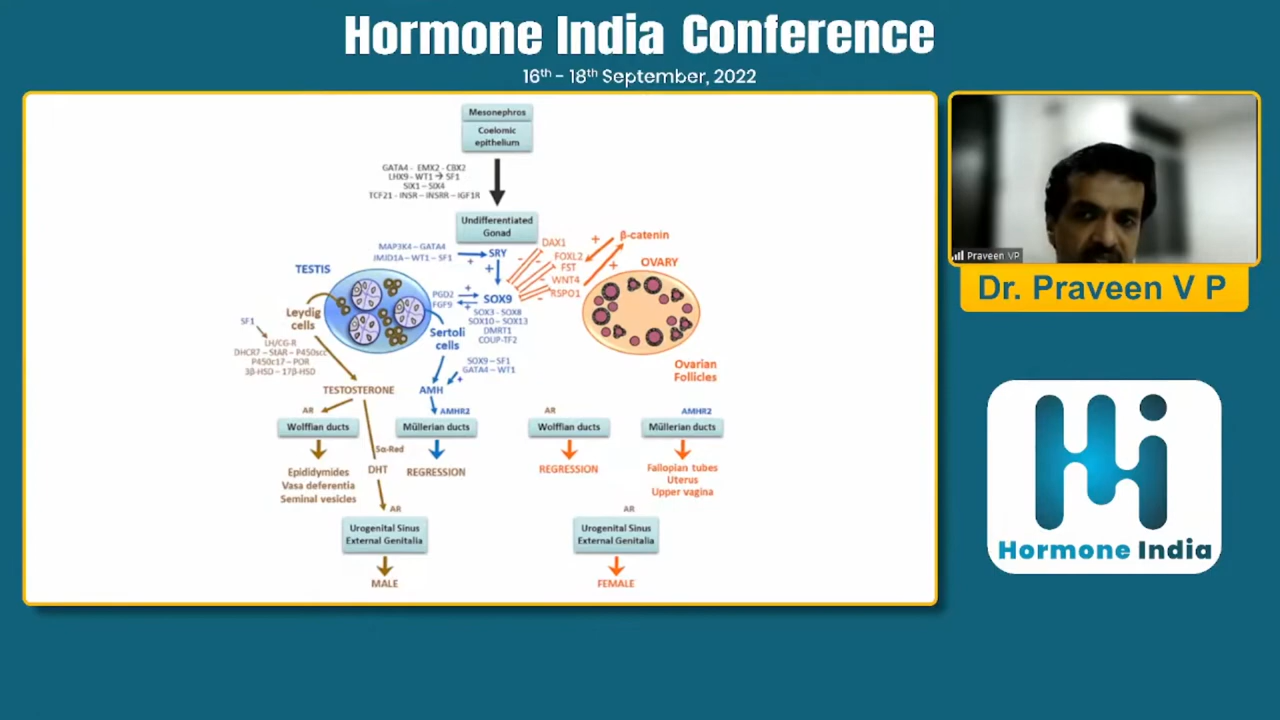 Hormone India Conference
16th - 18th September, 2022
Mesonephros
Coelomic
epithelium
GATA4 - EMX2 - CBX2
LHX9 - WT1 → SF1
SIX1 – SIX4
TCF21 - INSR – INSRR – IGF1R
Undifferentiated
Gonad
MAP3K4 – GATA4
JMJD1A – WT1 – SF1
+
SRY
+
DAX1
FOXL2
FST
WNT4
RSPO1
+
β-catenin
+
TESTIS
OVARY
PGD2
FGF9
+
+
SOX9
SOX3 - SOX8
SOX10 – SOX13
DMRT1
COUP-TF2
Leydig
cells
Sertoli
cells
SF1
LH/CG-R
DHCR7 – StAR – P450scc
P450c17 – POR
3β-HSD – 17β-HSD
SOX9 – SF1
GATA4 – WT1
+
Ovarian
Follicles
TESTOSTERONE
AMH
AR
AMHR2
AR
AMHR2
Wolffian ducts
Müllerian ducts
Wolffian ducts
Müllerian ducts
5α-Red
Epididymides
Vasa deferentia
Seminal vesicles
DHT
REGRESSION
REGRESSION
Fallopian tubes
Uterus
Upper vagina
AR
AR
Urogenital Sinus
External Genitalia
Urogenital Sinus
External Genitalia
MALE
FEMALE
Praveen VP
Dr. Praveen V P
Hormone India